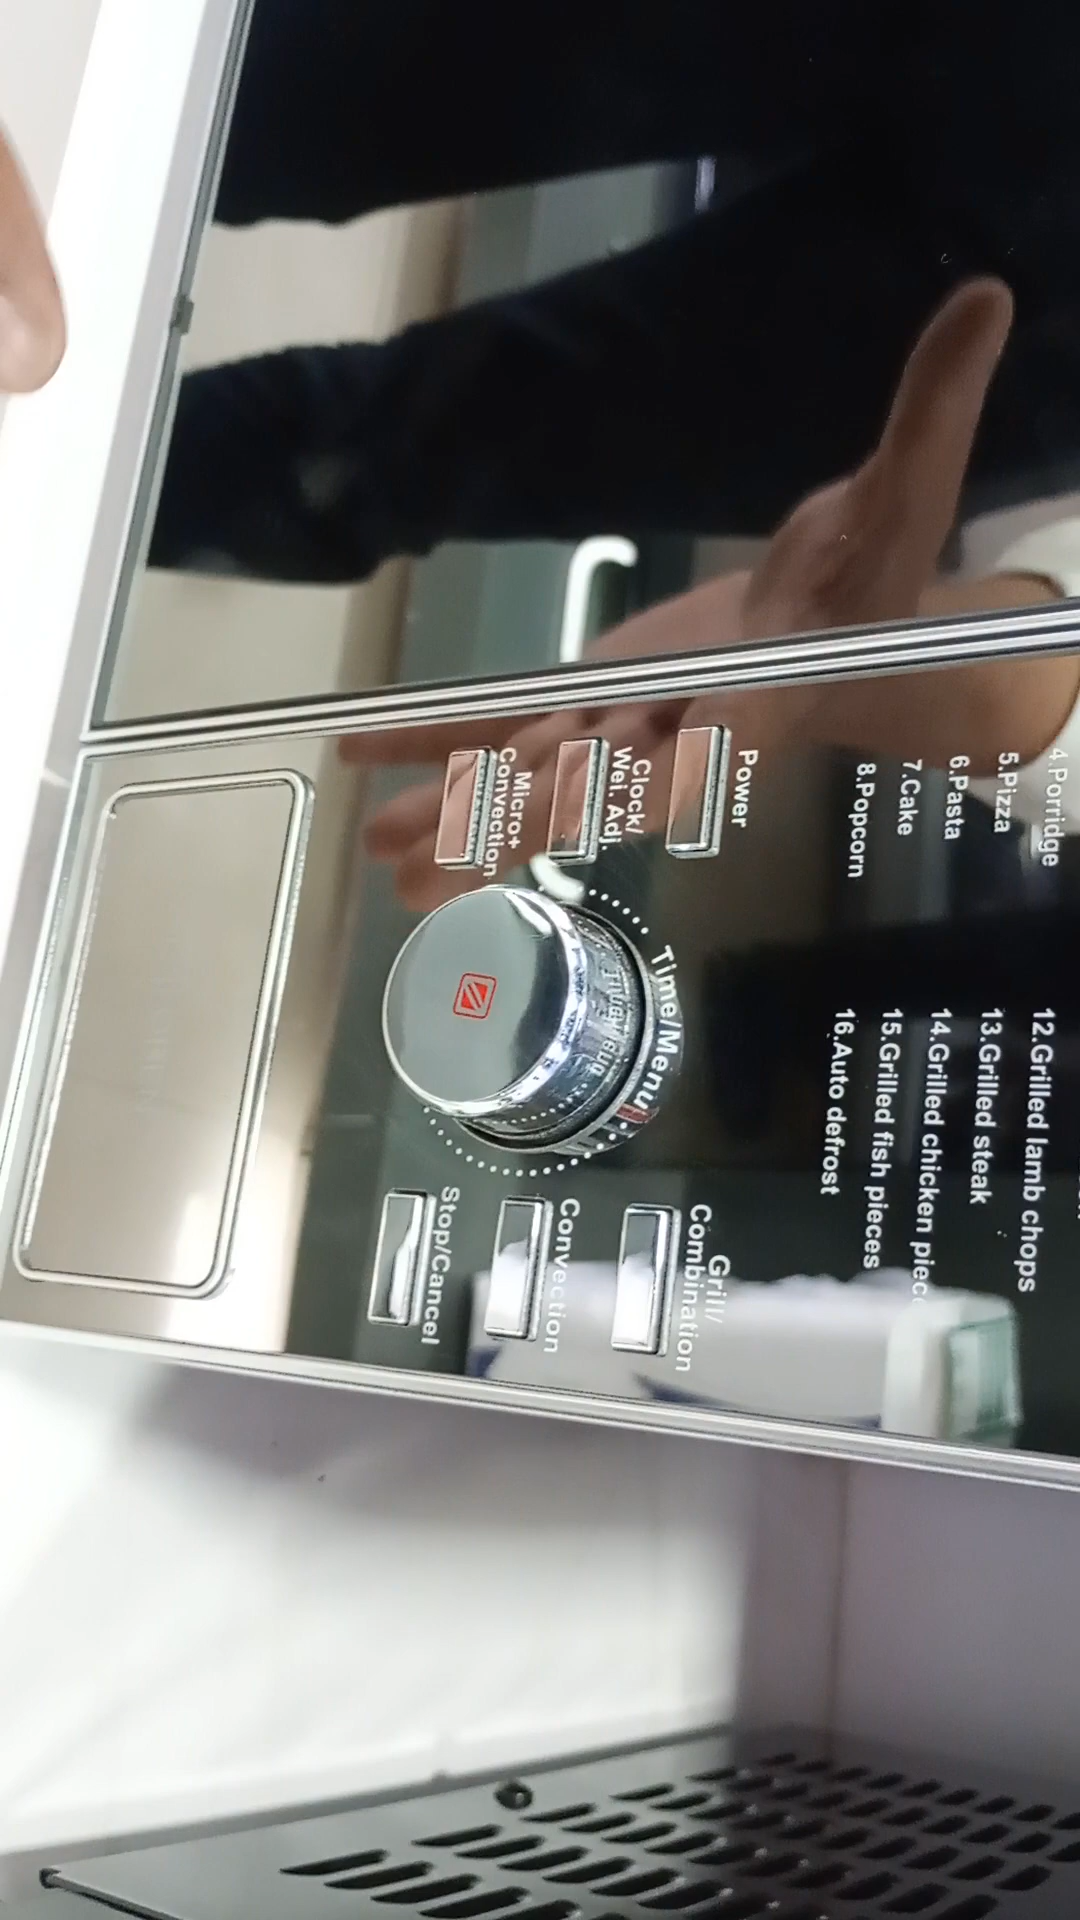 4.Porridge
5.Pizza
6.Pasta
7.Cake
8.Popcorn
12.Grilled lamb chops
13.Grilled steak
14.Grilled chicken piec
15.Grilled fish pieces
16.Auto defrost
Power
Clock/
Wei. Adj.
Micro+
Convection
Time/Menu
Grill/
Combination
Convection
Stop/Cancel